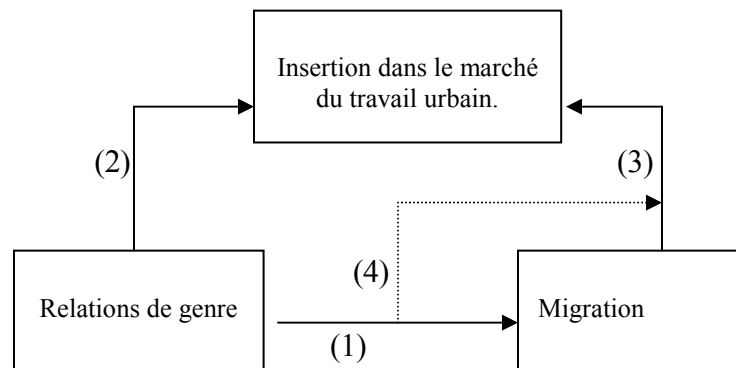 Insertion dans le marché
du travail urbain.
(2)
(3)
(4)
Relations de genre
Migration
(1)